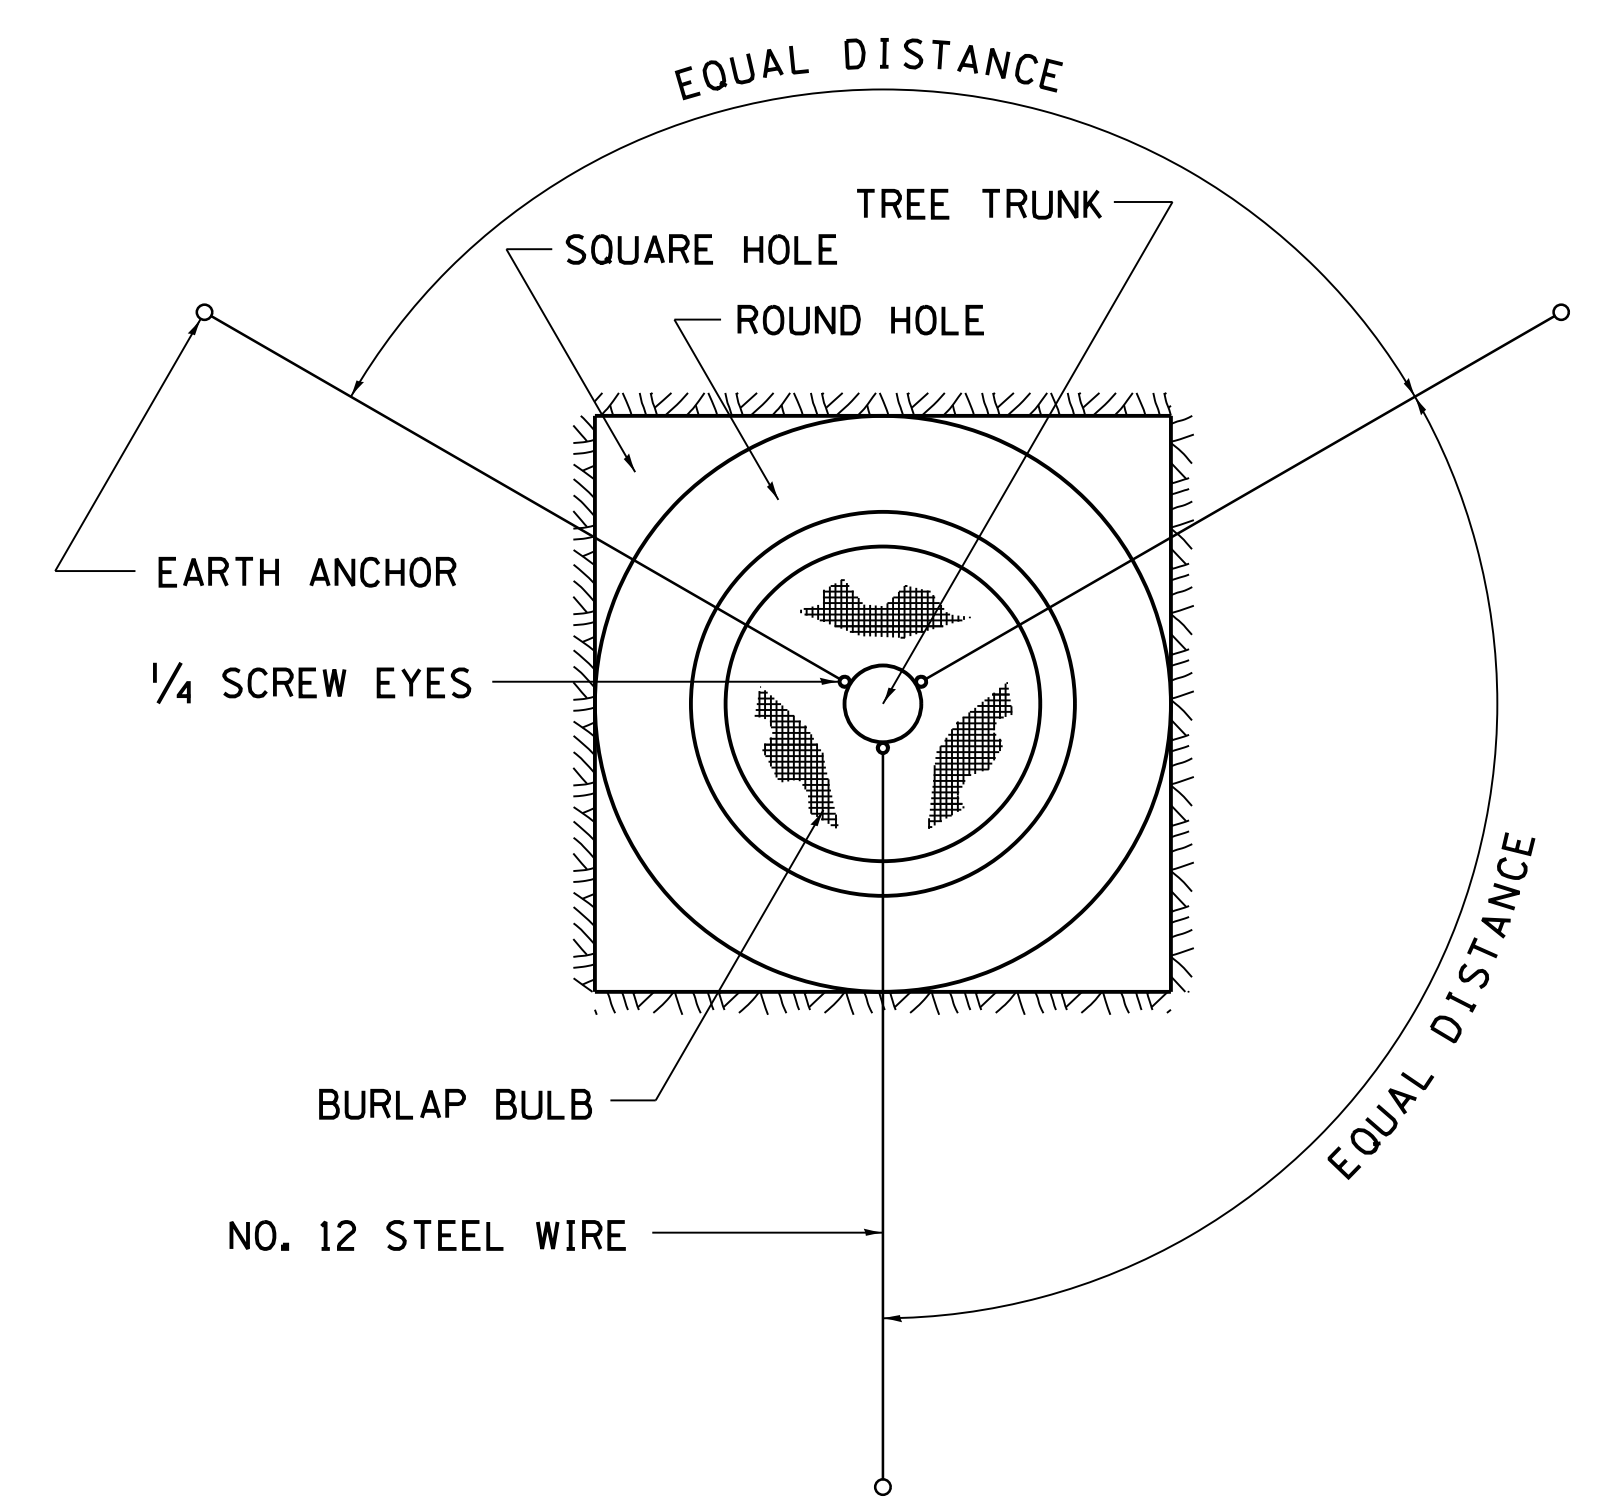 EQUAL DISTANCE
TREE TRUNK
SQUARE HOLE
ROUND HOLE
EARTH ANCHOR
1/4 SCREW EYES
EQUAL DISTANCE
BURLAP BULB
NO. 12 STEEL WIRE